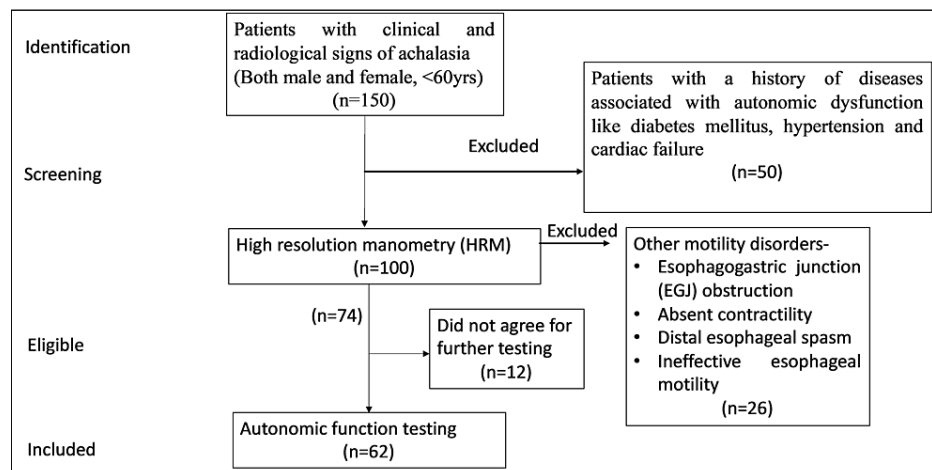 Identification
Patients with clinical and
radiological signs of achalasia
(Both male and female, <60yrs)
(n=150)
Patients with a history of diseases
associated with autonomic dysfunction
like diabetes mellitus, hypertension and
cardiac failure
(n=50)
Excluded
Screening
High resolution manometry (HRM)
(n=100)
Excluded
Other motility disorders-
• Esophagogastric junction
(EGJ) obstruction
• Absent contractility
• Distal esophageal spasm
• Ineffective esophageal
motility
(n=26)
(n=74)
Eligible
Did not agree for
further testing
(n=12)
Autonomic function testing
(n=62)
Included